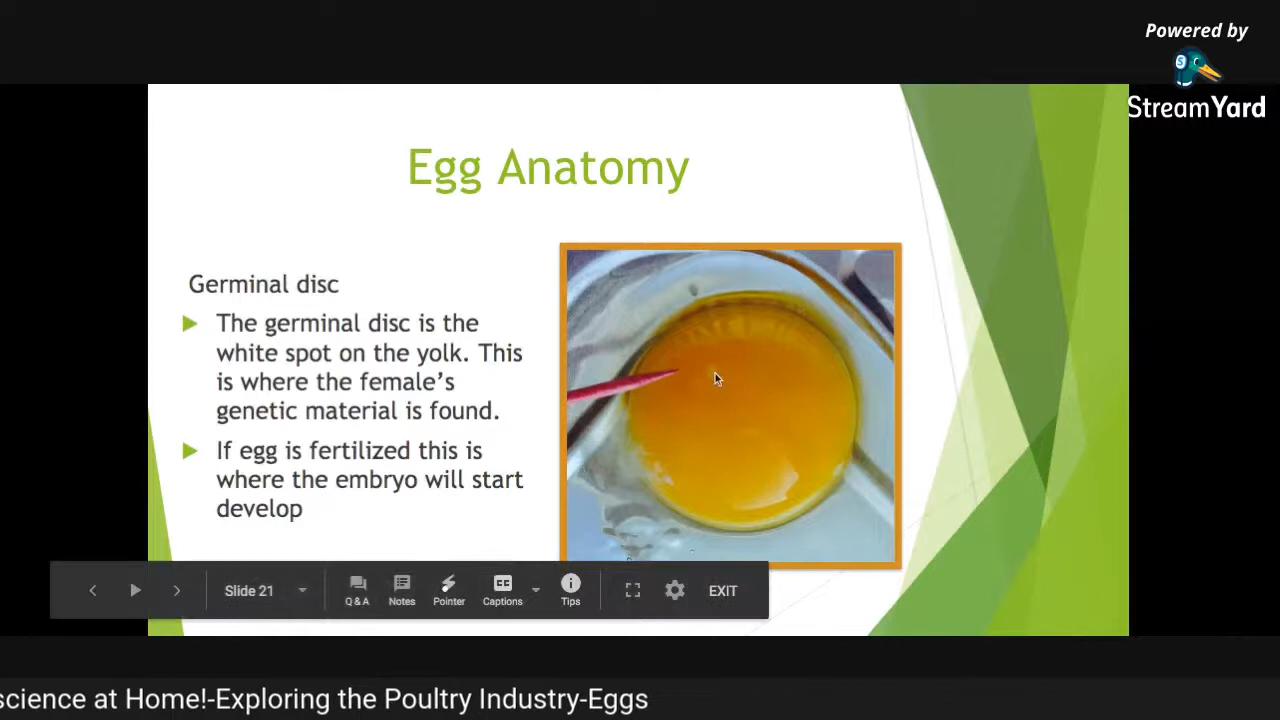 Powered by
StreamYard
Egg Anatomy
Germinal disc
The germinal disc is the
white spot on the yolk. This
is where the female's
genetic material is found.
If egg is fertilized this is
where the embryo will start
develop
Slide 21
Q & A
Notes
Pointer
Captions
Tips
EXIT
science at Home!-Exploring the Poultry Industry-Eggs